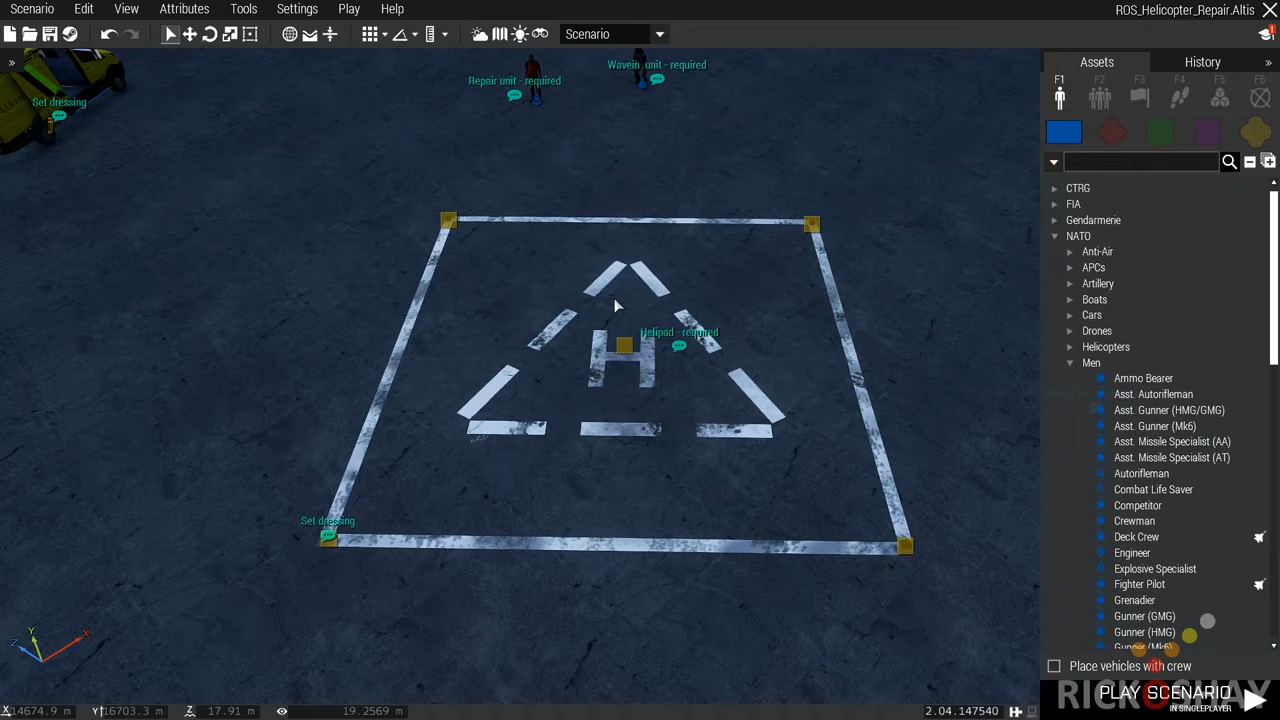 Scenario Edit View Attributes Tools Settings Play Help
ROS_Helicopter_Repair.Altis
Scenario
Assets
History
F1 F2 F3 F4 F5 F6
CTRG
FIA
Gendarmerie
NATO
Anti-Air
APCs
Artillery
Boats
Cars
Drones
Helicopters
Men
Ammo Bearer
Asst. Autorifleman
Asst. Gunner (HMG/GMG)
Asst. Gunner (Mk6)
Asst. Missile Specialist (AA)
Asst. Missile Specialist (AT)
Autorifleman
Combat Life Saver
Competitor
Crewman
Deck Crew
Engineer
Explosive Specialist
Fighter Pilot
Grenadier
Gunner (GMG)
Gunner (HMG)
Gunner (Mk6)
Place vehicles with crew
RICKOSHAY
PLAY SCENARIO
IN SINGLEPLAYER
Wavein unit - required
Repair unit - required
Set dressing
Helipad - required
H
Set dressing
Z Y X
X 14674.9 m Y 16703.3 m Z 17.91 m 19.2569 m
2.04.147540